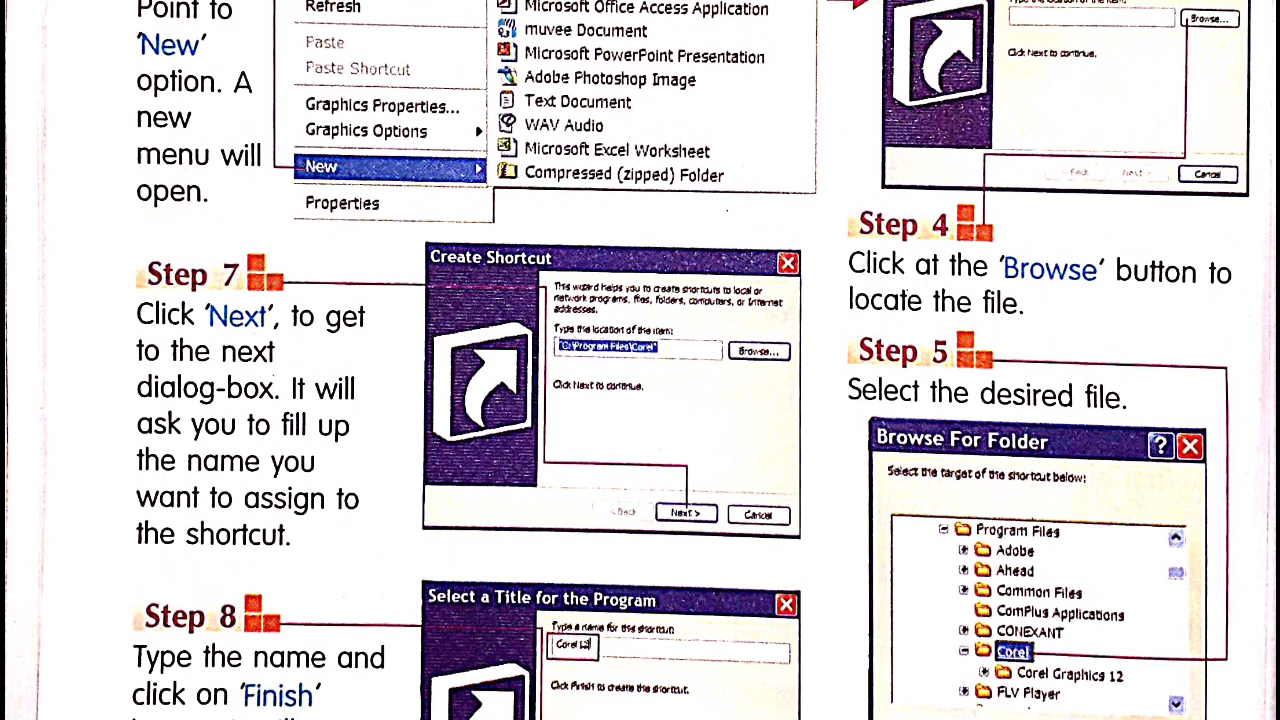 Point to
'New'
option. A
new
menu will
open.
Refresh
Paste
Paste Shortcut
Graphics Properties...
Graphics Options
New
Properties
Microsoft Office Access Application
muvee Document
Microsoft PowerPoint Presentation
Adobe Photoshop Image
Text Document
WAV Audio
Microsoft Excel Worksheet
Compressed (zipped) Folder
Browse...
Click Next to continue.
< Back
Next >
Cancel
Step 4
Click at the 'Browse' button to
locate the file.
Step 5
Select the desired file.
Browse For Folder
Select the target of the shortcut below:
Program Files
Adobe
Ahead
Common Files
ComPlus Applications
CONEXANT
Corel
Corel Graphics 12
FLV Player
Step 7
Click 'Next', to get
to the next
dialog-box. It will
ask you to fill up
the name you
want to assign to
the shortcut.
Create Shortcut
This wizard helps you to create shortcuts to local or
network programs, files, folders, computers, or Internet
addresses.
Type the location of the item:
"C:\Program Files\Corel"
Browse...
Click Next to continue.
< Back
Next >
Cancel
Step 8
Type the name and
click on 'Finish'
Select a Title for the Program
Type a name for this shortcut:
Corel 12
Click Finish to create the shortcut.